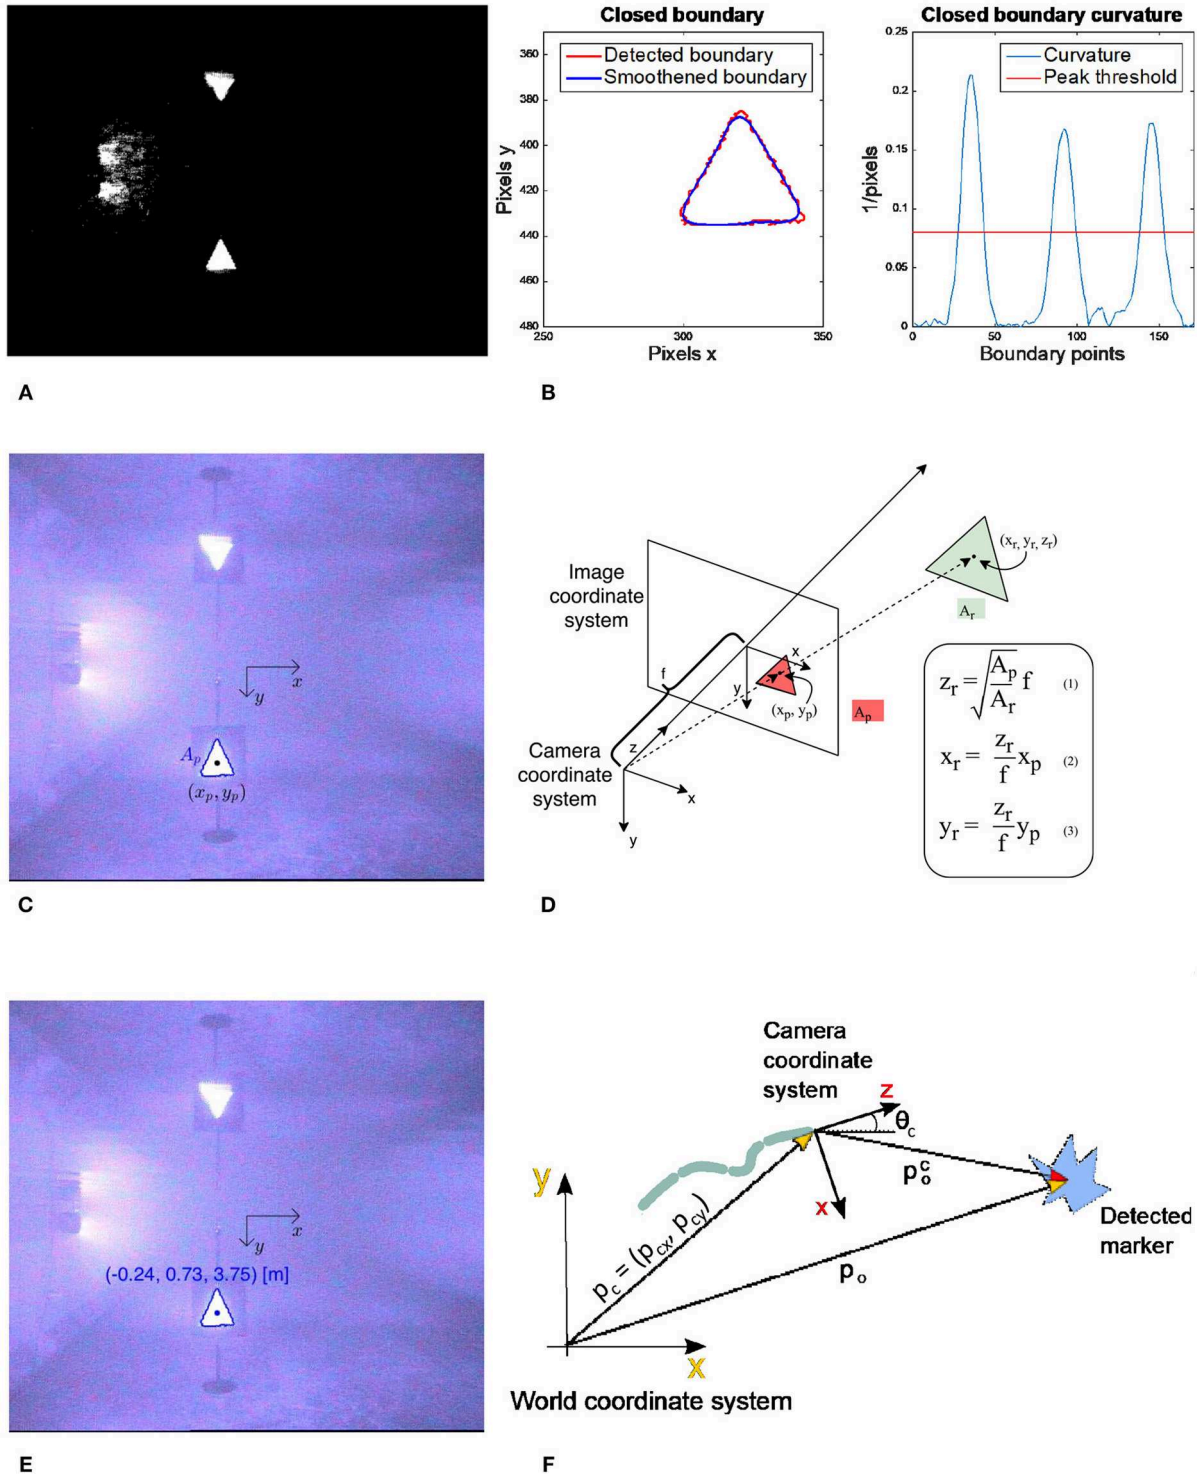 Closed boundary
Detected boundary
Smoothened boundary
360
380
400
420
440
460
480
250
300
350
Pixels y
Pixels x
Closed boundary curvature
Curvature
Peak threshold
0.25
0.2
0.15
0.1
0.05
0
0
50
100
150
1/pixels
Boundary points
A
B
x
y
A_p
(x_p, y_p)
C
Image
coordinate
system
f
x
y
(x_p, y_p)
A_p
z
Camera
coordinate
system
x
y
(x_r, y_r, z_r)
A_r
z_r = √(A_p/A_r) f (1)
x_r = z_r/f x_p (2)
y_r = z_r/f y_p (3)
D
x
y
(-0.24, 0.73, 3.75) [m]
E
Camera
coordinate
system
z
θ_c
x
p_o^c
p_c = (p_cx, p_cy)
p_o
Detected
marker
y
x
World coordinate system
F